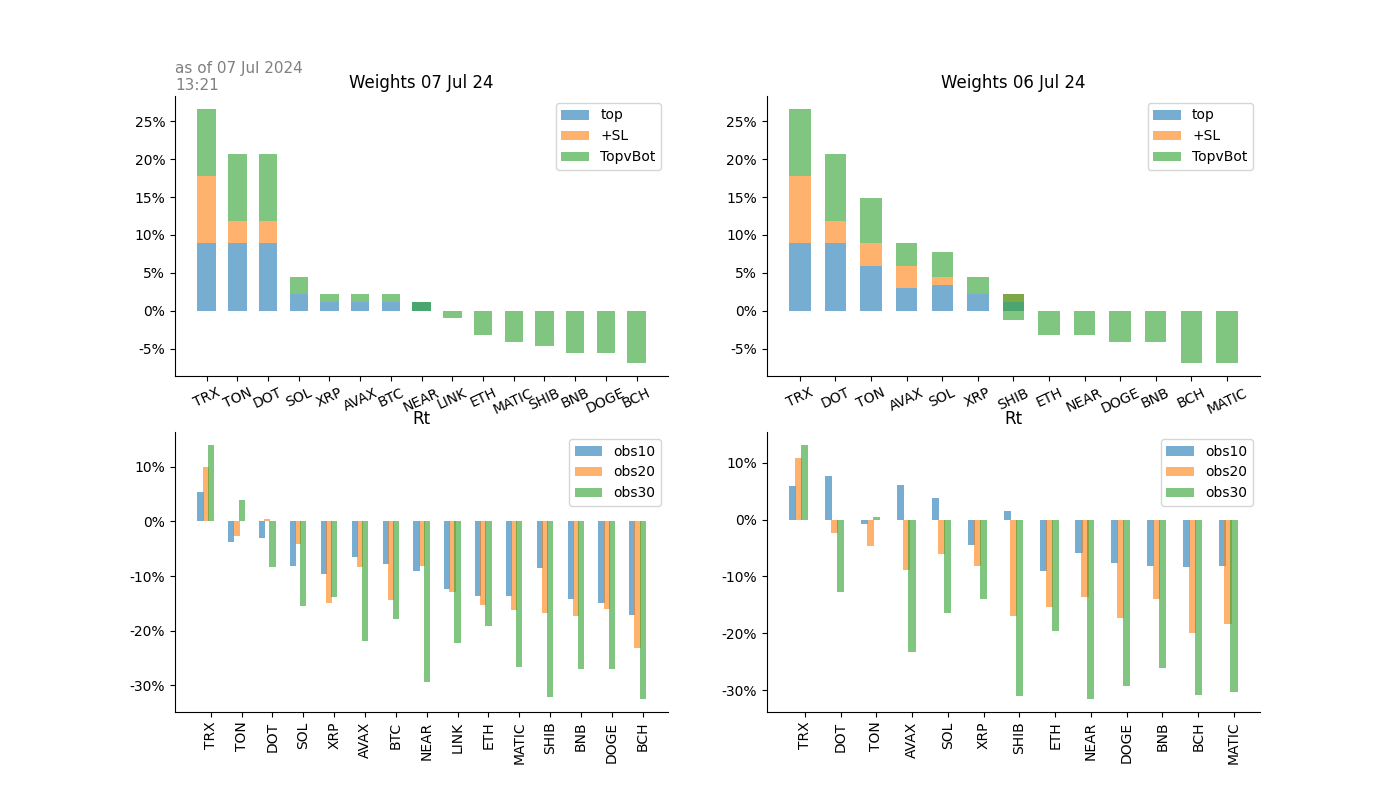 as of 07 Jul 2024
13:21
Weights 07 Jul 24
top
+SL
TopvBot
25%
20%
15%
10%
5%
0%
-5%
TRX TON DOT SOL XRP AVAX BTC NEAR LINK ETH MATIC SHIB BNB DOGE BCH
Weights 06 Jul 24
top
+SL
TopvBot
25%
20%
15%
10%
5%
0%
-5%
TRX DOT TON AVAX SOL XRP SHIB ETH NEAR DOGE BNB BCH MATIC
Rt
obs10
obs20
obs30
10%
0%
-10%
-20%
-30%
TRX TON DOT SOL XRP AVAX BTC NEAR LINK ETH MATIC SHIB BNB DOGE BCH
Rt
obs10
obs20
obs30
10%
0%
-10%
-20%
-30%
TRX DOT TON AVAX SOL XRP SHIB ETH NEAR DOGE BNB BCH MATIC